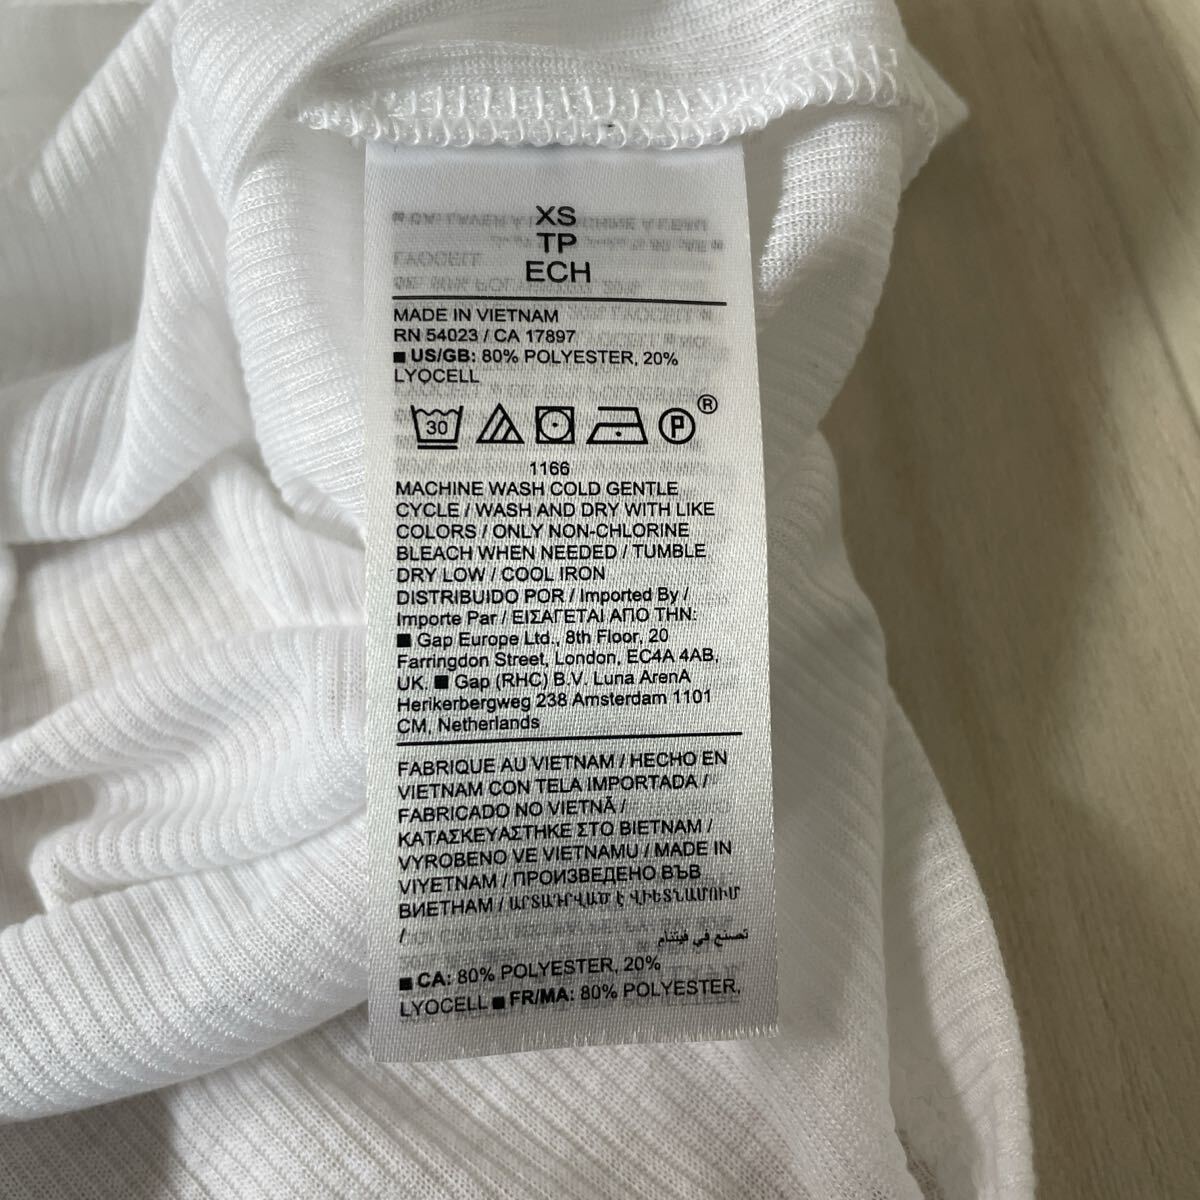 XS
TP
ECH
MADE IN VIETNAM
RN 54023 / CA 17897
■ US/GB: 80% POLYESTER, 20%
LYOCELL
30
P
®
1166
MACHINE WASH COLD GENTLE
CYCLE / WASH AND DRY WITH LIKE
COLORS / ONLY NON-CHLORINE
BLEACH WHEN NEEDED / TUMBLE
DRY LOW / COOL IRON
DISTRIBUIDO POR / Imported By /
Importe Par / ΕΙΣΑΓΕΤΑΙ ΑΠΟ ΤΗΝ:
■ Gap Europe Ltd., 8th Floor, 20
Farringdon Street, London, EC4A 4AB,
UK. ■ Gap (RHC) B.V. Luna ArenA
Herikerbergweg 238 Amsterdam 1101
CM, Netherlands
FABRIQUE AU VIETNAM / HECHO EN
VIETNAM CON TELA IMPORTADA /
FABRICADO NO VIETNÃ /
ΚΑΤΑΣΚΕΥΑΣΤΗΚΕ ΣΤΟ ΒΙΕΤΝΑΜ /
VYROBENO VE VIETNAMU / MADE IN
VIYETNAM / ПРОИЗВЕДЕНО ВЪВ
ВИЕТНАМ / ԱՐՏԱԴՐՎԱԾ Է ՎԻԵՏՆԱՄՈՒՄ
/ تصنع في فيتنام
■ CA: 80% POLYESTER, 20%
LYOCELL ■ FR/MA: 80% POLYESTER,